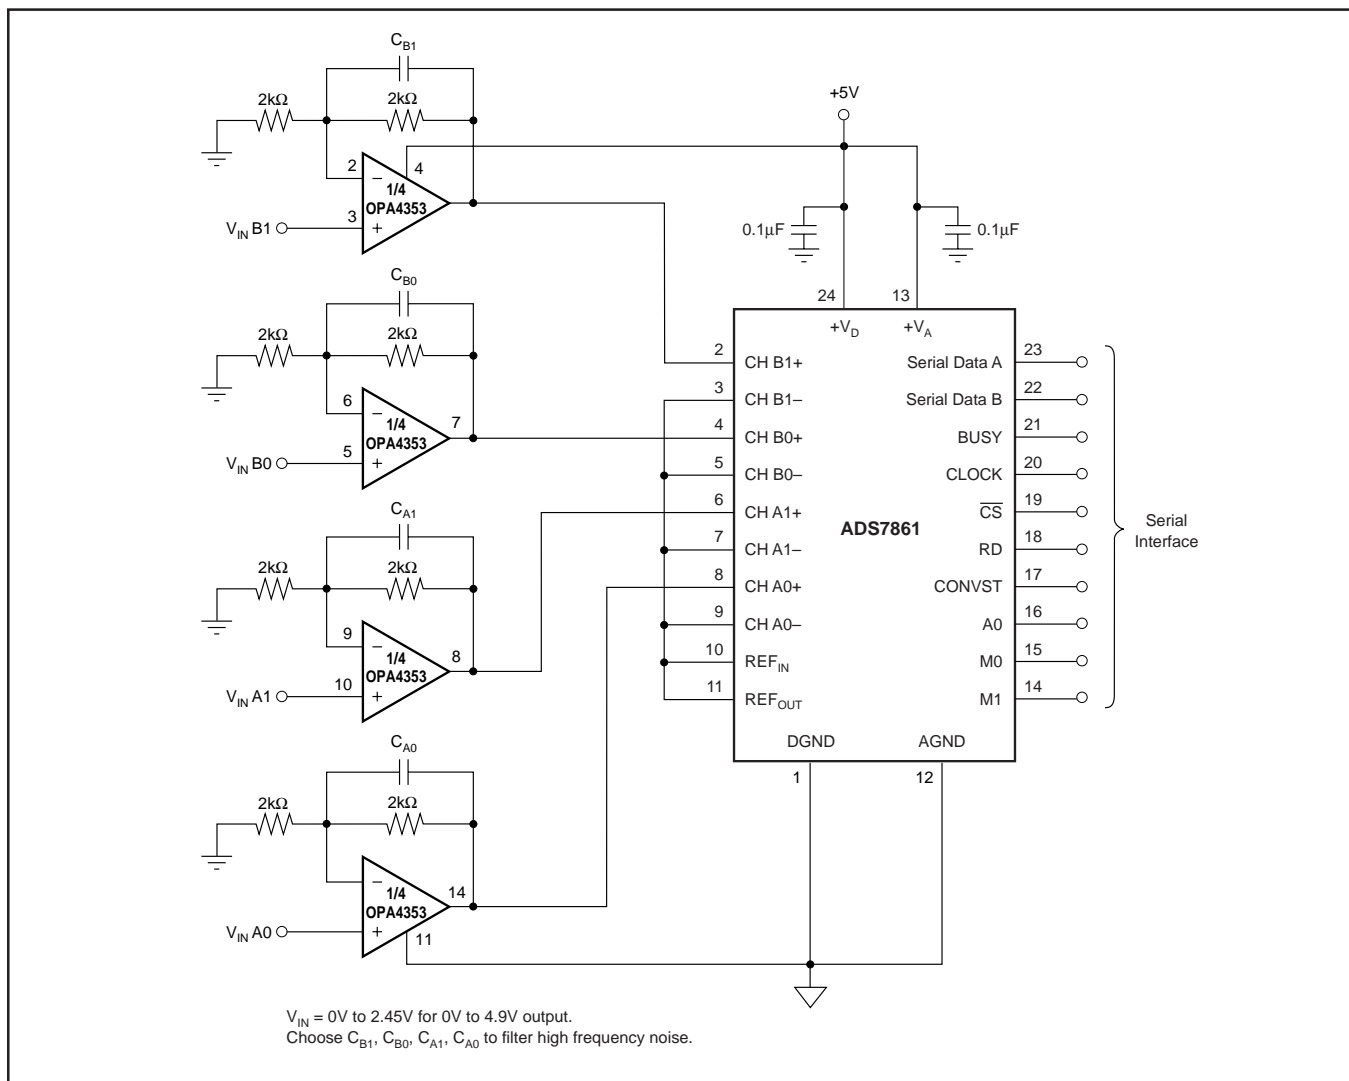 C_B1
2kΩ
2kΩ
2
4
–
1/4
OPA4353
3
+
V_IN B1
C_B0
2kΩ
2kΩ
6
–
1/4
OPA4353
7
5
+
V_IN B0
C_A1
2kΩ
2kΩ
9
–
1/4
OPA4353
8
10
+
V_IN A1
C_A0
2kΩ
2kΩ
–
1/4
OPA4353
14
+
11
V_IN A0
+5V
0.1µF
0.1µF
24
13
+V_D
+V_A
2
CH B1+
3
CH B1–
4
CH B0+
5
CH B0–
6
CH A1+
7
CH A1–
8
CH A0+
9
CH A0–
10
REF_IN
11
REF_OUT
ADS7861
Serial Data A
23
Serial Data B
22
BUSY
21
CLOCK
20
C̅S̅
19
RD
18
CONVST
17
A0
16
M0
15
M1
14
Serial
Interface
DGND
AGND
1
12
V_IN = 0V to 2.45V for 0V to 4.9V output.
Choose C_B1, C_B0, C_A1, C_A0 to filter high frequency noise.